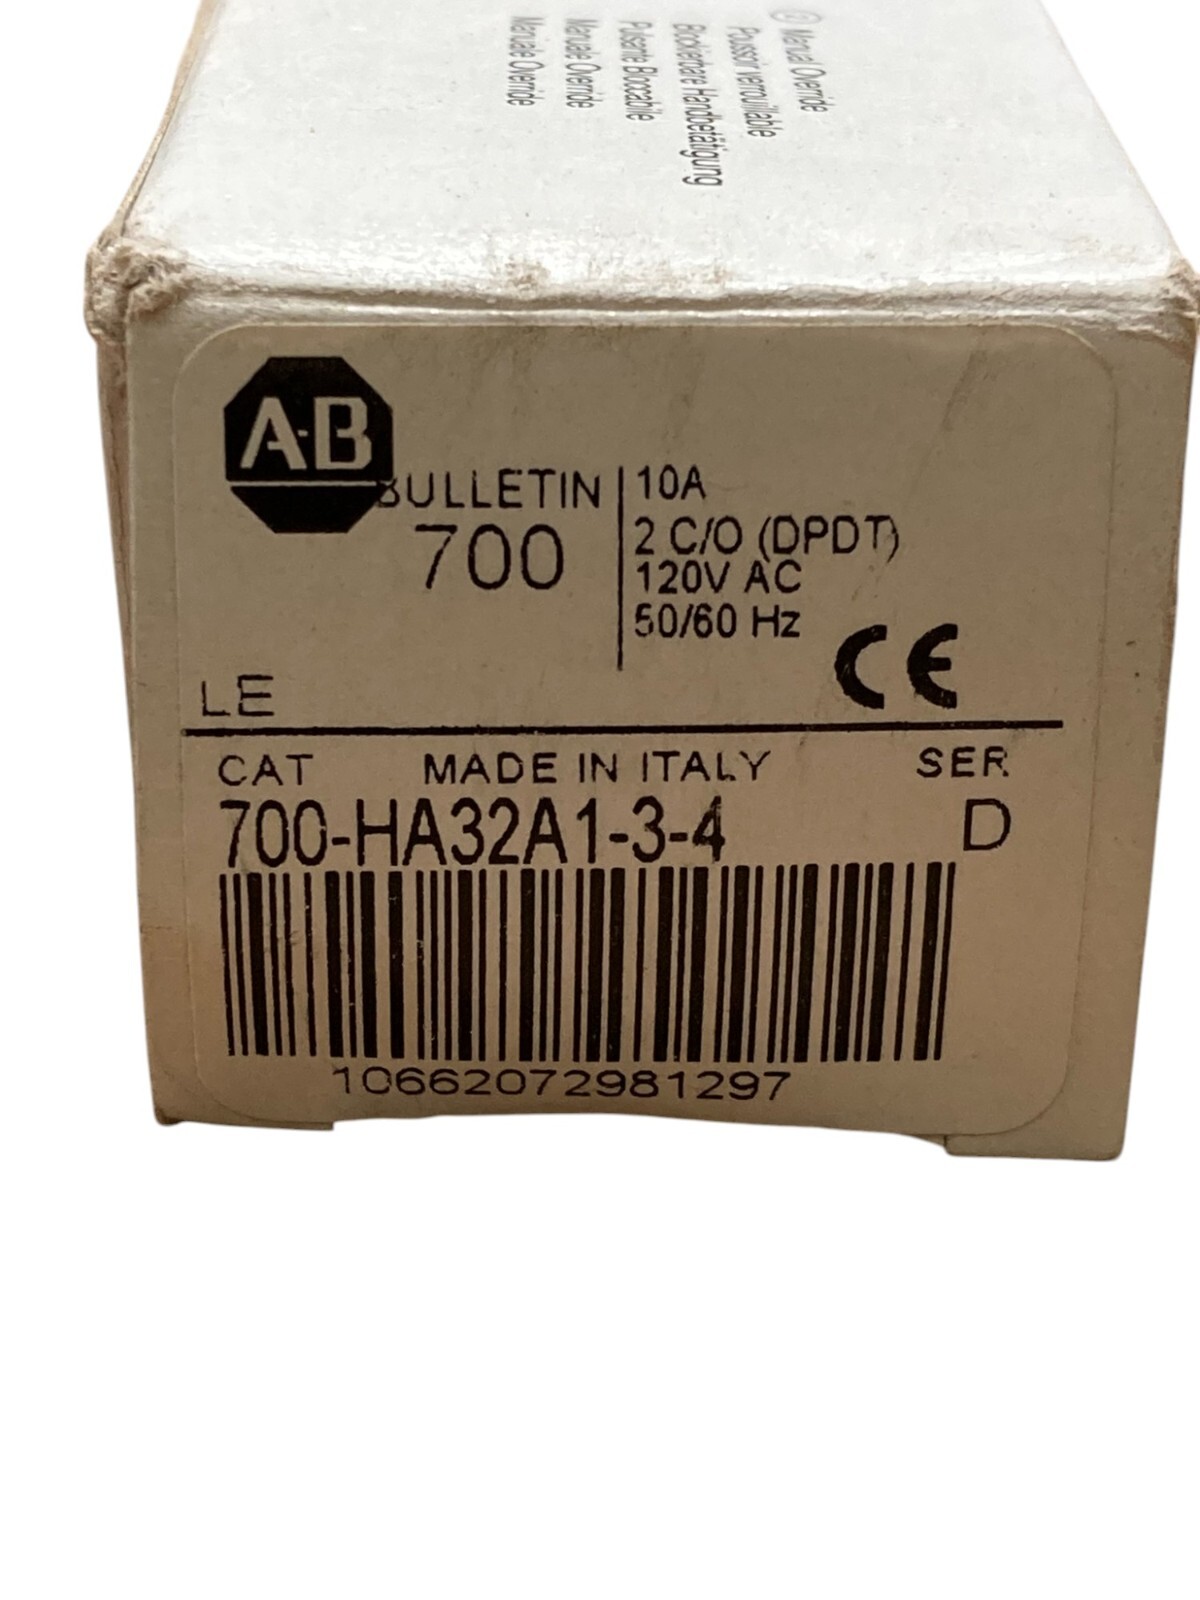 ② Manual Override
Poussoir verrouillable
Blockierbare Handbetätigung
Pulsante Bloccabile
Manuale Override
Manuale Override
A-B
BULLETIN
700
10A
2 C/O (DPDT)
120V AC
50/60 Hz
CE
LE
CAT MADE IN ITALY SER
700-HA32A1-3-4 D
10662072981297